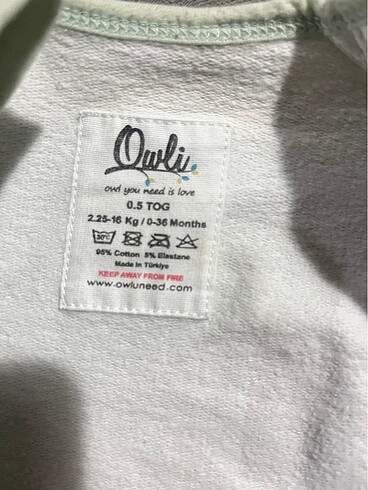 Owli
owl you need is love
0.5 TOG
2.25-16 Kg / 0-36 Months
30°C
95% Cotton 5% Elastane
Made in Türkiye
KEEP AWAY FROM FIRE
www.owluneed.com